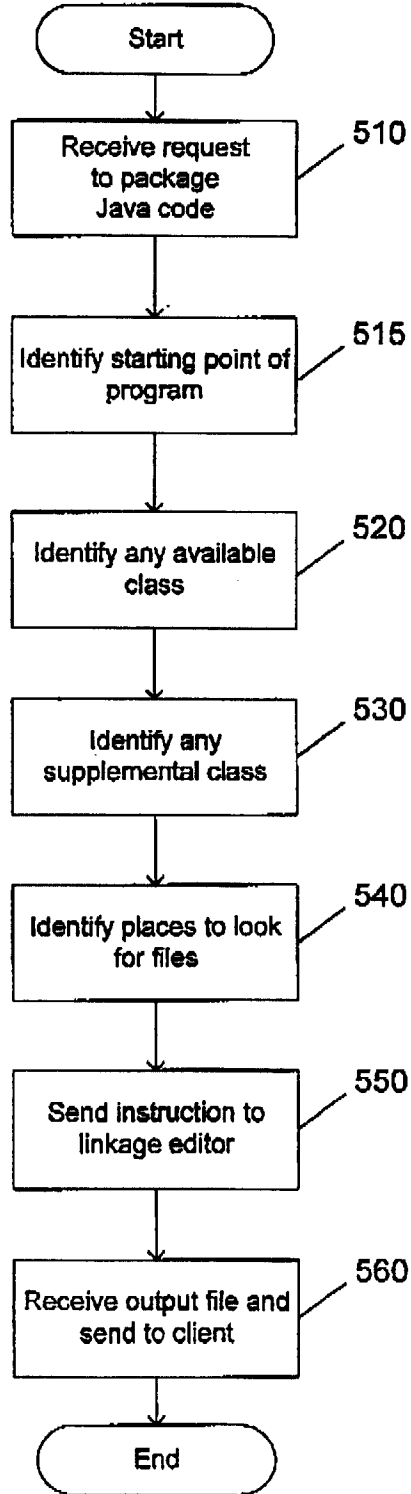 Start
Receive request
to package
Java code
510
Identify starting point of
program
515
Identify any available
class
520
Identify any
supplemental class
530
Identify places to look
for files
540
Send instruction to
linkage editor
550
Receive output file and
send to client
560
End